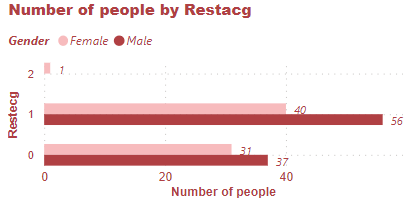 Number of people by Restacg
Gender Female Male
2
1
1
40
56
0
31
37
Restecg
0 20 40
Number of people